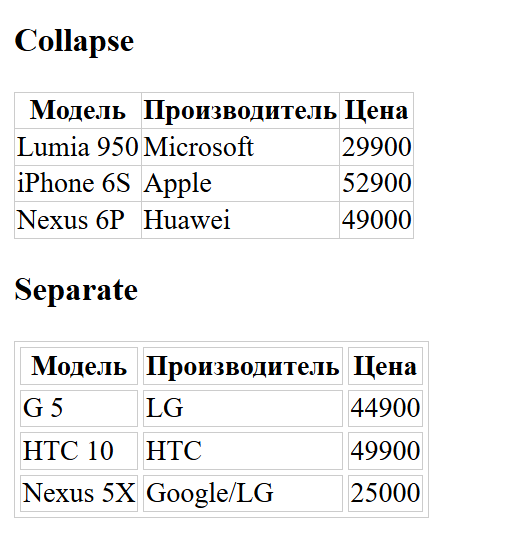 Collapse
Модель Производитель Цена
Lumia 950 Microsoft 29900
iPhone 6S Apple 52900
Nexus 6P Huawei 49000
Separate
Модель Производитель Цена
G 5 LG 44900
HTC 10 HTC 49900
Nexus 5X Google/LG 25000